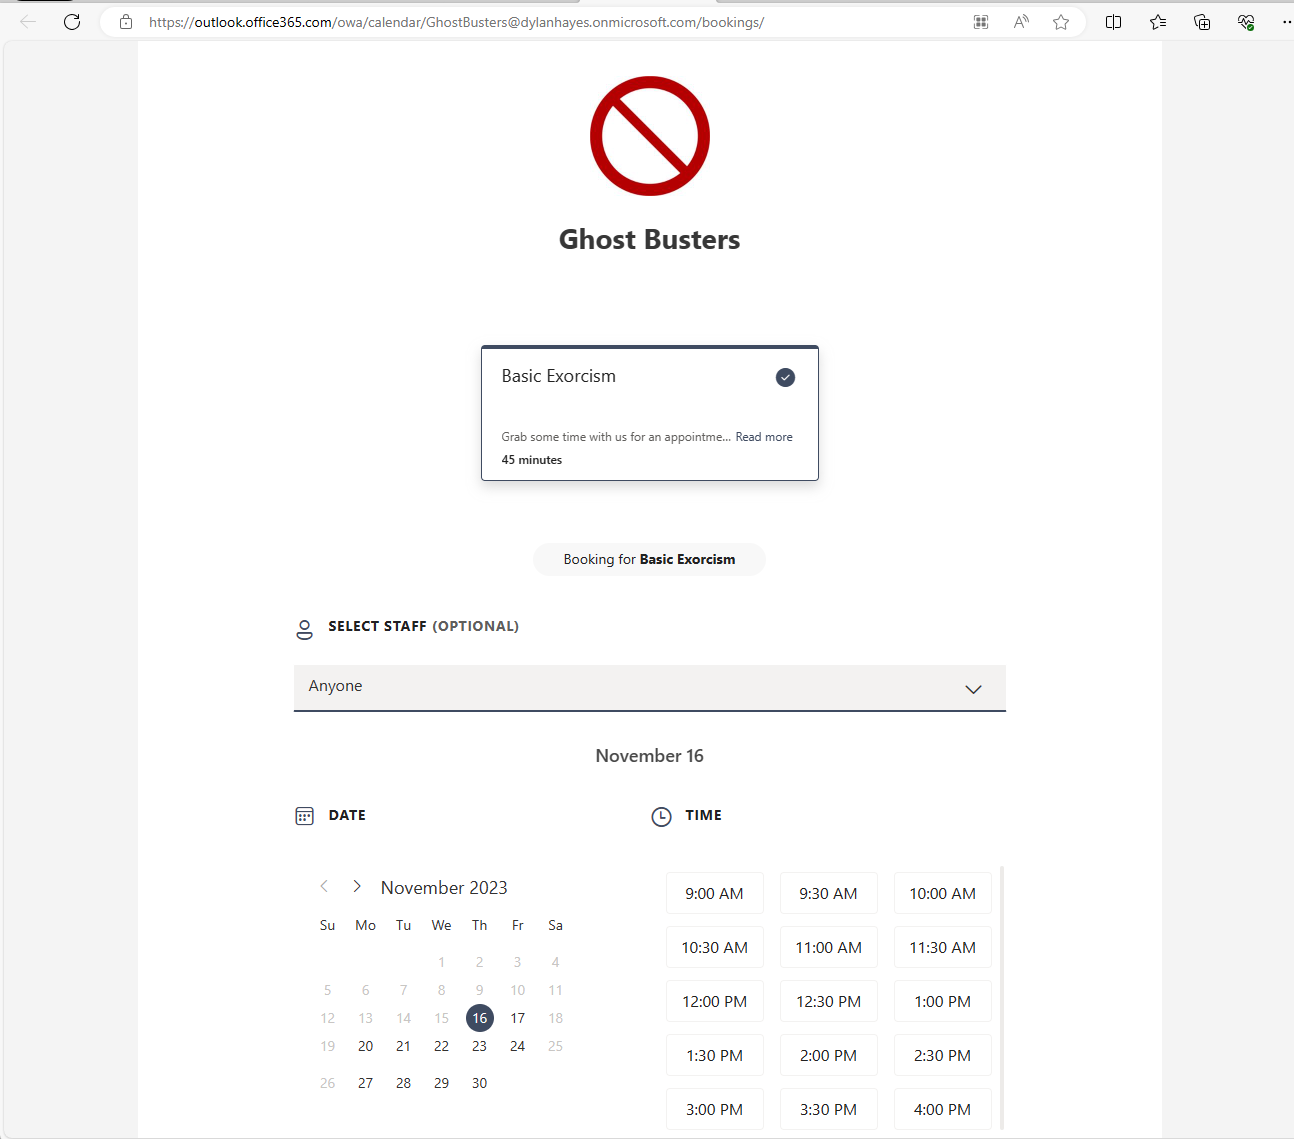 https://outlook.office365.com/owa/calendar/GhostBusters@dylanhayes.onmicrosoft.com/bookings/
Ghost Busters
Basic Exorcism
Grab some time with us for an appointme... Read more
45 minutes
Booking for Basic Exorcism
SELECT STAFF (OPTIONAL)
Anyone
November 16
DATE
November 2023
Su Mo Tu We Th Fr Sa
1 2 3 4
5 6 7 8 9 10 11
12 13 14 15 16 17 18
19 20 21 22 23 24 25
26 27 28 29 30
TIME
9:00 AM 9:30 AM 10:00 AM
10:30 AM 11:00 AM 11:30 AM
12:00 PM 12:30 PM 1:00 PM
1:30 PM 2:00 PM 2:30 PM
3:00 PM 3:30 PM 4:00 PM